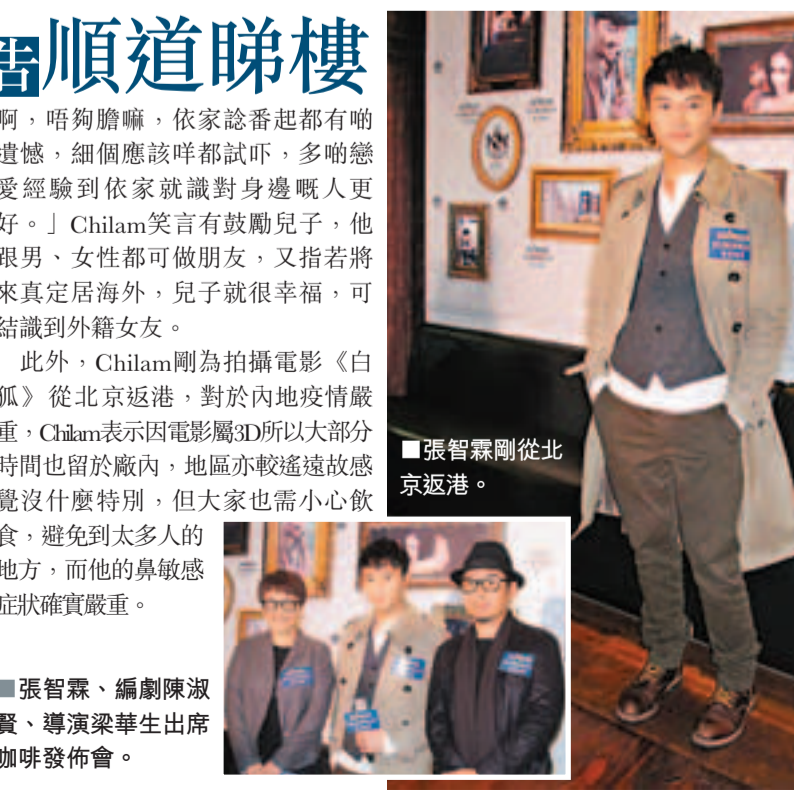 順道睇樓
啊，唔夠膽嘛，依家諗番起都有啲
遺憾，細個應該咩都試吓，多啲戀
愛經驗到依家就識對身邊嘅人更
好。」Chilam笑言有鼓勵兒子，他
跟男、女性都可做朋友，又指若將
來真定居海外，兒子就很幸福，可
結識到外籍女友。
此外，Chilam剛為拍攝電影《白
狐》從北京返港，對於內地疫情嚴
重，Chilam表示因電影屬3D所以大部分
時間也留於廠內，地區亦較遙遠故感
覺沒什麼特別，但大家也需小心飲
食，避免到太多人的
地方，而他的鼻敏感
症狀確實嚴重。
■張智霖剛從北
京返港。
■張智霖、編劇陳淑
賢、導演梁華生出席
咖啡發佈會。